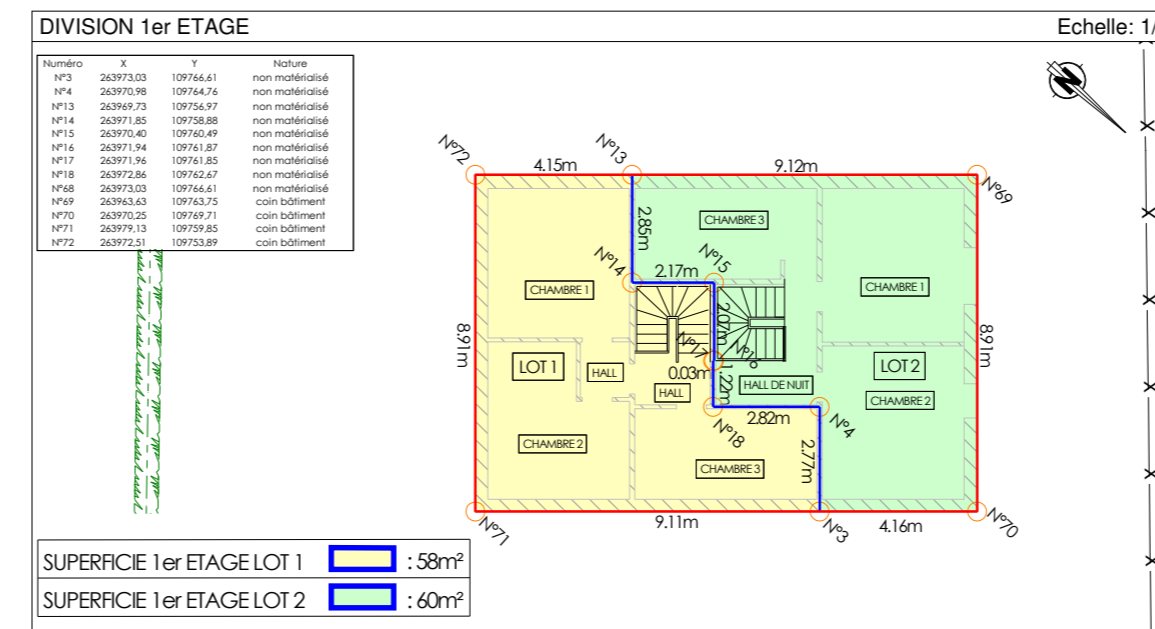 DIVISION 1er ETAGE
Echelle: 1/
Numéro X Y Nature
N°3 263973,03 109766,61 non matérialisé
N°4 263970,98 109764,76 non matérialisé
N°13 263969,73 109756,97 non matérialisé
N°14 263971,85 109758,88 non matérialisé
N°15 263970,40 109760,49 non matérialisé
N°16 263971,94 109761,87 non matérialisé
N°17 263971,96 109761,85 non matérialisé
N°18 263972,86 109762,67 non matérialisé
N°68 263973,03 109766,61 non matérialisé
N°69 263963,63 109763,75 coin bâtiment
N°70 263970,25 109769,71 coin bâtiment
N°71 263979,13 109759,85 coin bâtiment
N°72 263972,51 109753,89 coin bâtiment
N
N°72
4.15m
N°13
9.12m
N°69
2.85m
CHAMBRE 3
N°14
2.17m
N°15
CHAMBRE 1
CHAMBRE 1
8.91m
2.07m
N°17
N°16
8.91m
LOT 1
HALL
0.03m
1.22m
HALL DE NUIT
LOT 2
HALL
CHAMBRE 2
N°18
2.82m
N°4
CHAMBRE 2
CHAMBRE 3
2.77m
N°71
9.11m
N°3
4.16m
N°70
SUPERFICIE 1er ETAGE LOT 1 : 58m²
SUPERFICIE 1er ETAGE LOT 2 : 60m²